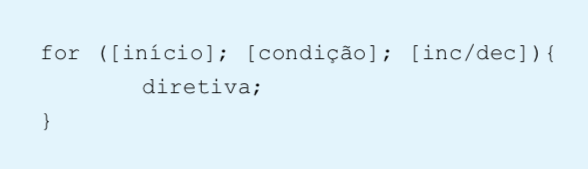 for ([início]; [condição]; [inc/dec]){
diretiva;
}